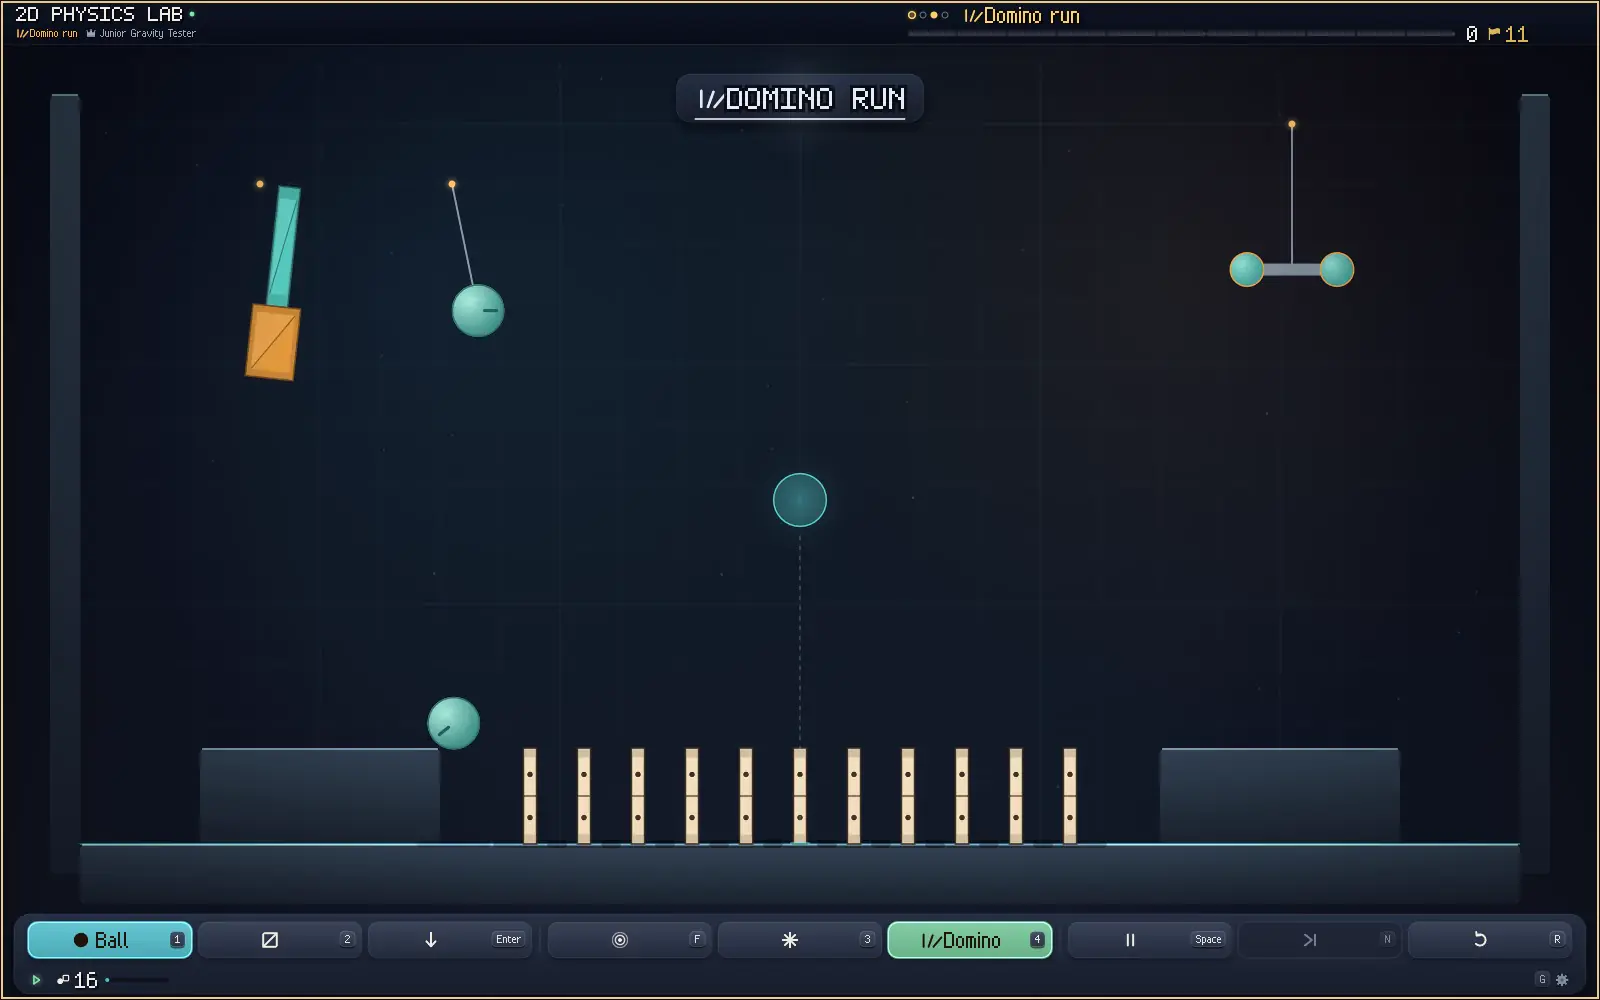 2D PHYSICS LAB
Domino run
Junior Gravity Tester
Domino run
0
11
DOMINO RUN
Ball 1
2
Enter
F
3
Domino 4
Space
N
R
16
G